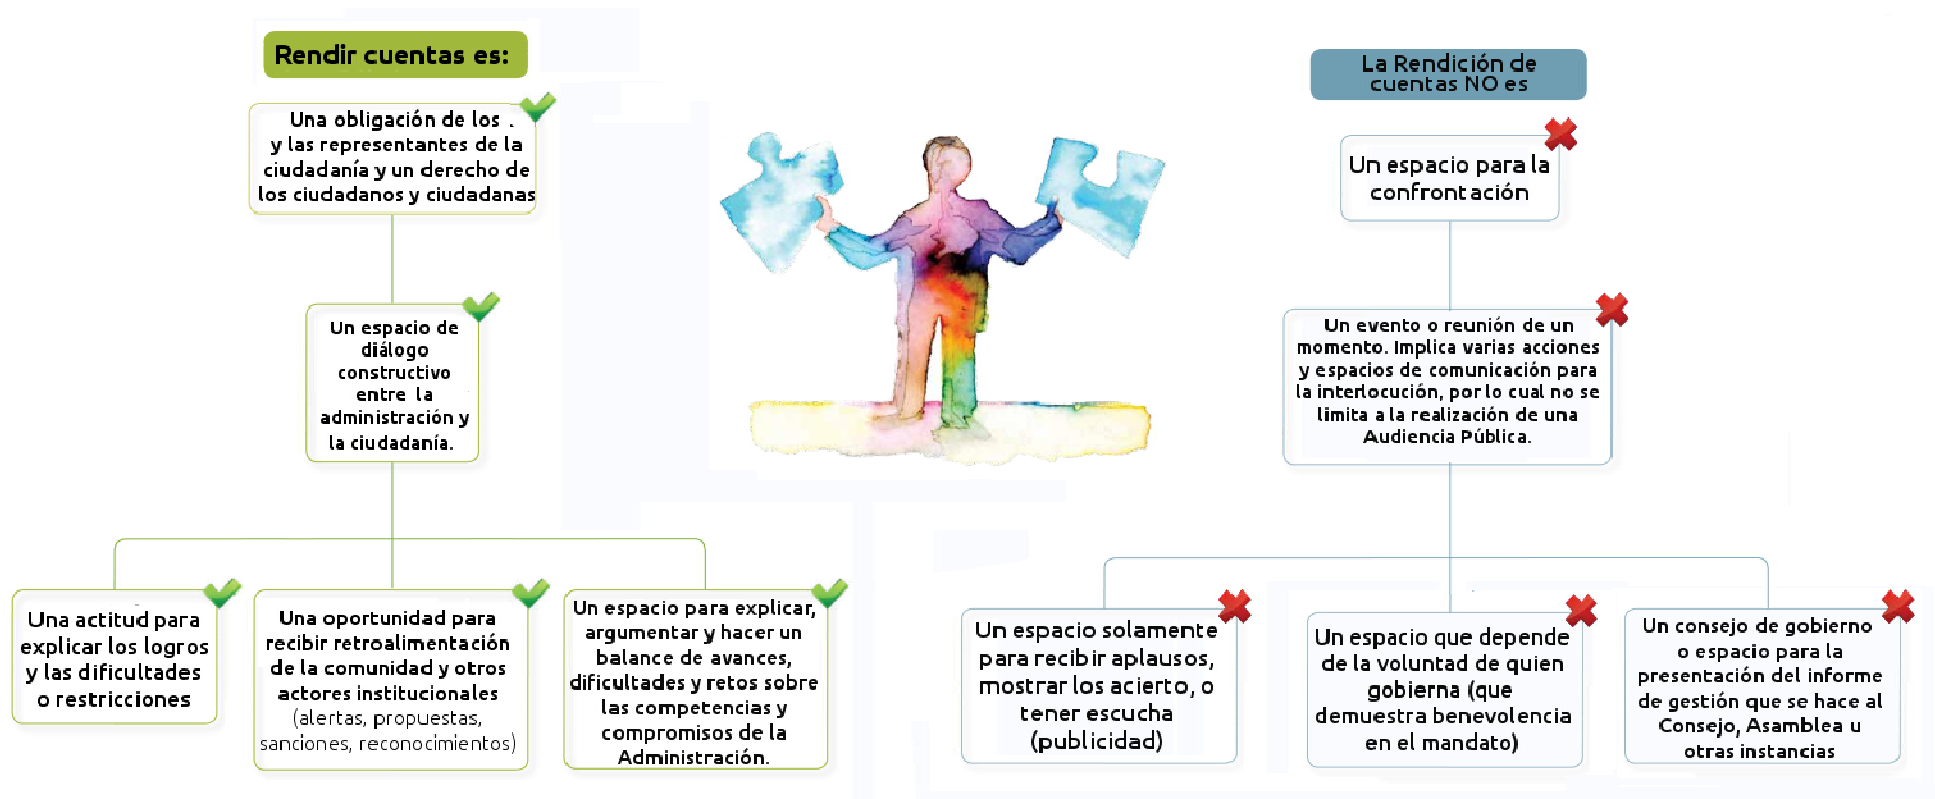 Rendir cuentas es:
Una obligación de los .
y las representantes de la
ciudadanía y un derecho de
los ciudadanos y ciudadanas
Un espacio de
diálogo
constructivo
entre la
administración y
la ciudadanía.
Una actitud para
explicar los logros
y las dificultades
o restricciones
Una oportunidad para
recibir retroalimentación
de la comunidad y otros
actores institucionales
(alertas, propuestas,
sanciones, reconocimientos)
Un espacio para explicar,
argumentar y hacer un
balance de avances,
dificultades y retos sobre
las competencias y
compromisos de la
Administración.
La Rendición de
cuentas NO es
Un espacio para la
confrontación
Un evento o reunión de un
momento. Implica varias acciones
y espacios de comunicación para
la interlocución, por lo cual no se
limita a la realización de una
Audiencia Pública.
Un espacio solamente
para recibir aplausos,
mostrar los acierto, o
tener escucha
(publicidad)
Un espacio que depende
de la voluntad de quien
gobierna (que
demuestra benevolencia
en el mandato)
Un consejo de gobierno
o espacio para la
presentación del informe
de gestión que se hace al
Consejo, Asamblea u
otras instancias